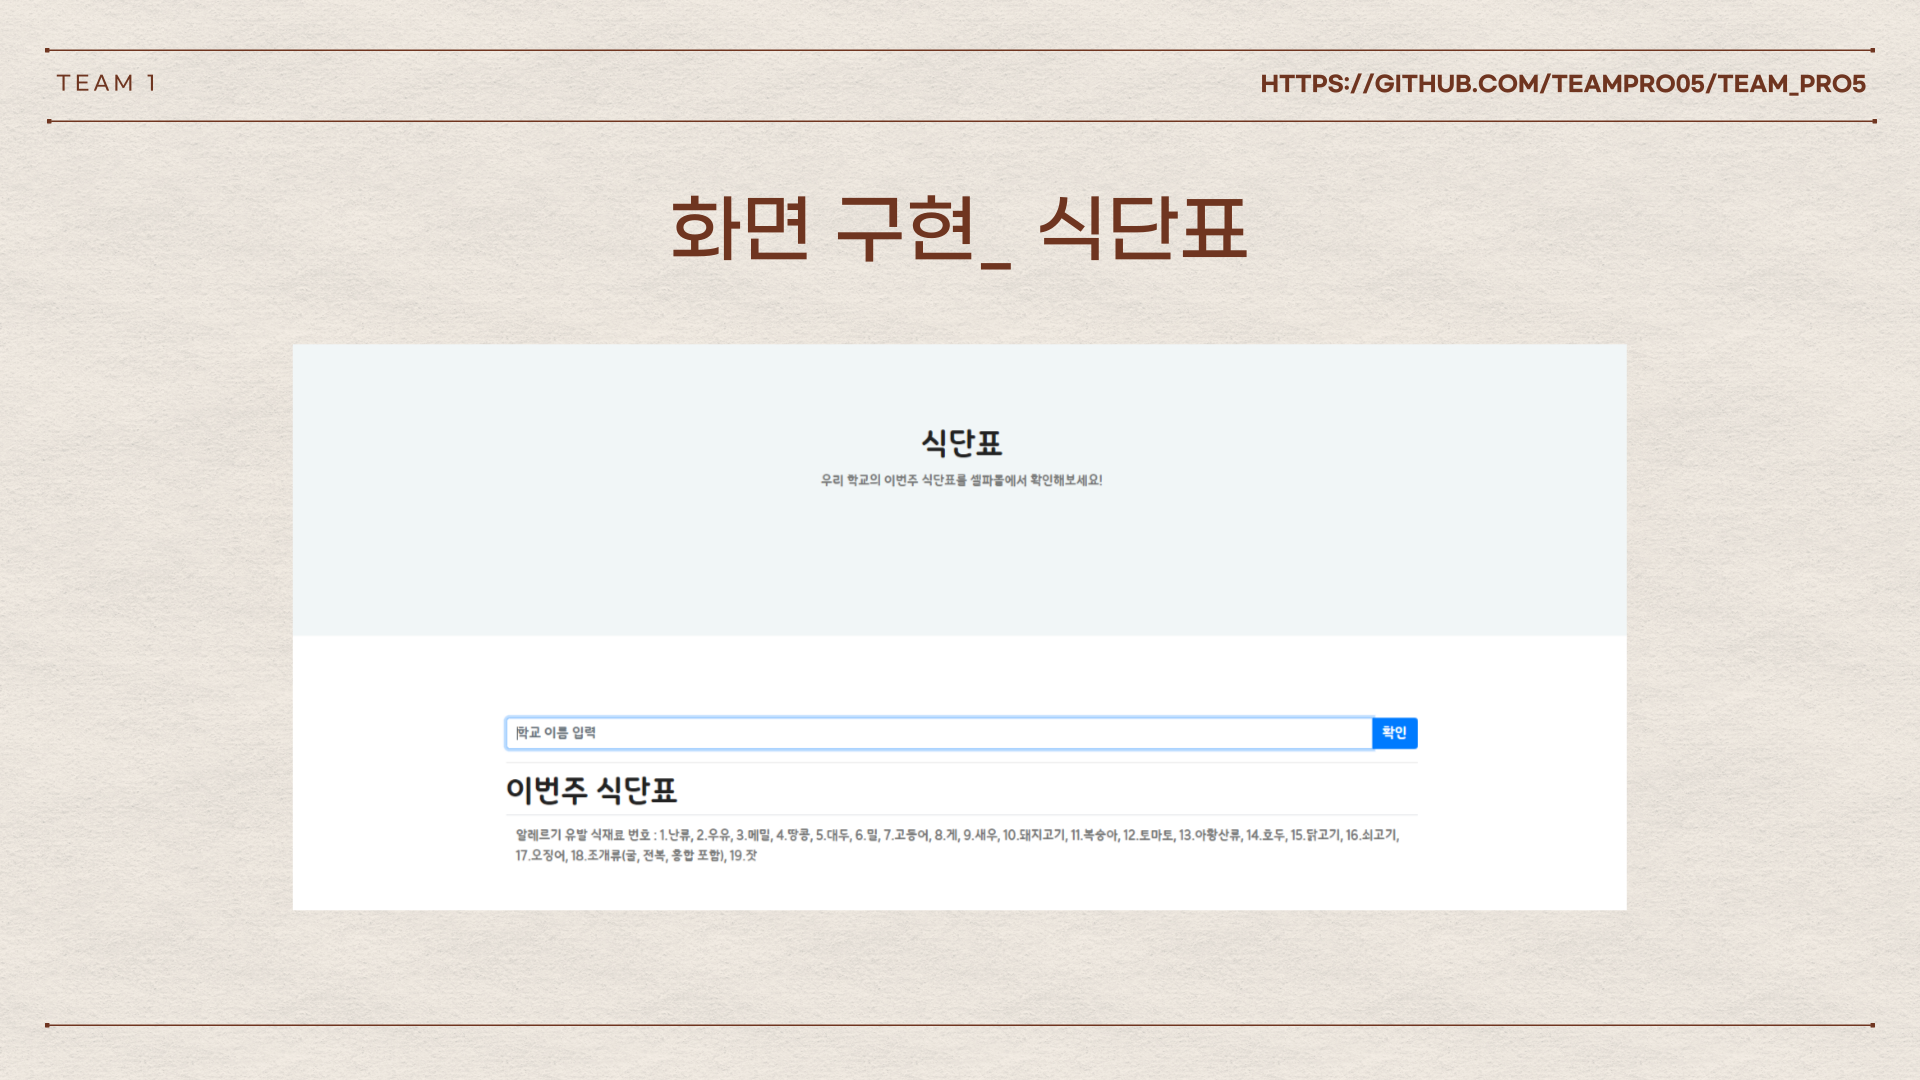 TEAM 1
HTTPS://GITHUB.COM/TEAMPRO05/TEAM_PRO5
화면 구현_ 식단표
식단표
우리 학교의 이번주 식단표를 셀파폴에서 확인해보세요!
학교 이름 입력
확인
이번주 식단표
알레르기 유발 식재료 번호 : 1.난류, 2.우유, 3.메밀, 4.땅콩, 5.대두, 6.밀, 7.고등어, 8.게, 9.새우, 10.돼지고기, 11.복숭아, 12.토마토, 13.아황산류, 14.호두, 15.닭고기, 16.쇠고기,
17.오징어, 18.조개류(굴, 전복, 홍합 포함), 19.잣